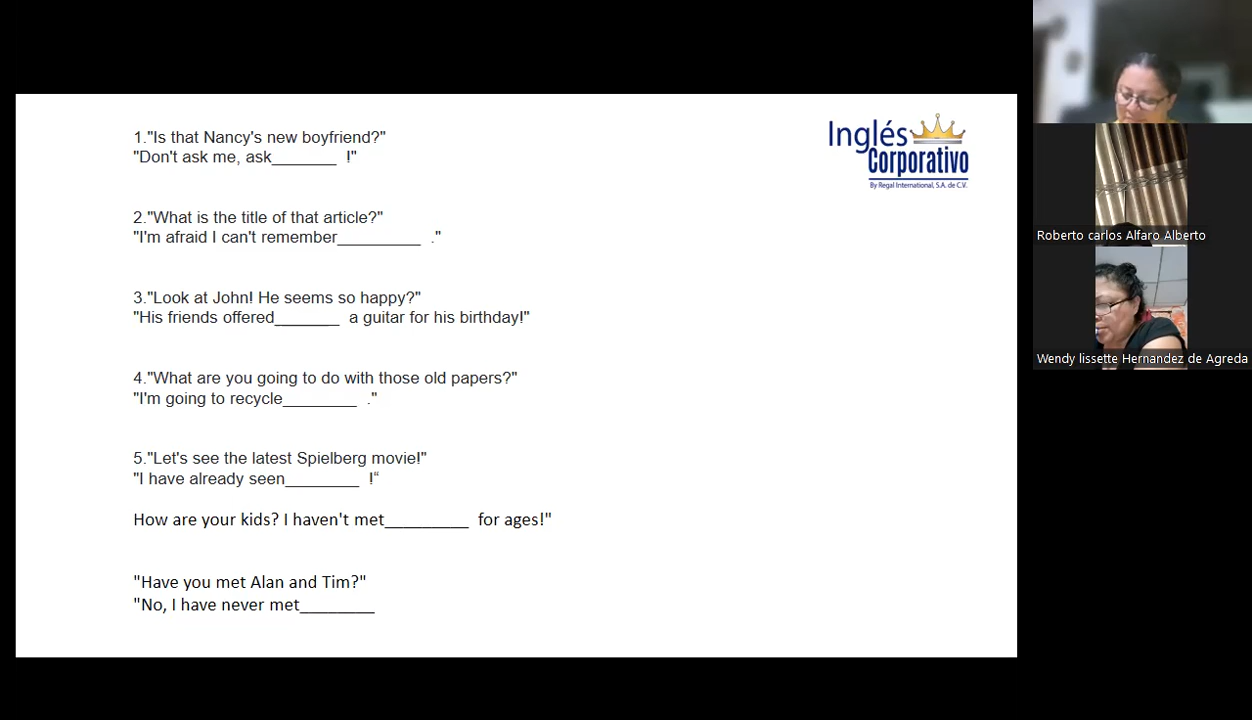 1."Is that Nancy's new boyfriend?"
"Don't ask me, ask_______ !"
2."What is the title of that article?"
"I'm afraid I can't remember_________ ."
3."Look at John! He seems so happy?"
"His friends offered_______ a guitar for his birthday!"
4."What are you going to do with those old papers?"
"I'm going to recycle________ ."
5."Let's see the latest Spielberg movie!"
"I have already seen________ !“
How are your kids? I haven't met_________ for ages!"
"Have you met Alan and Tim?"
"No, I have never met________
Inglés
Corporativo
By Regal International, S.A. de C.V.
Roberto carlos Alfaro Alberto
Wendy lissette Hernandez de Agreda